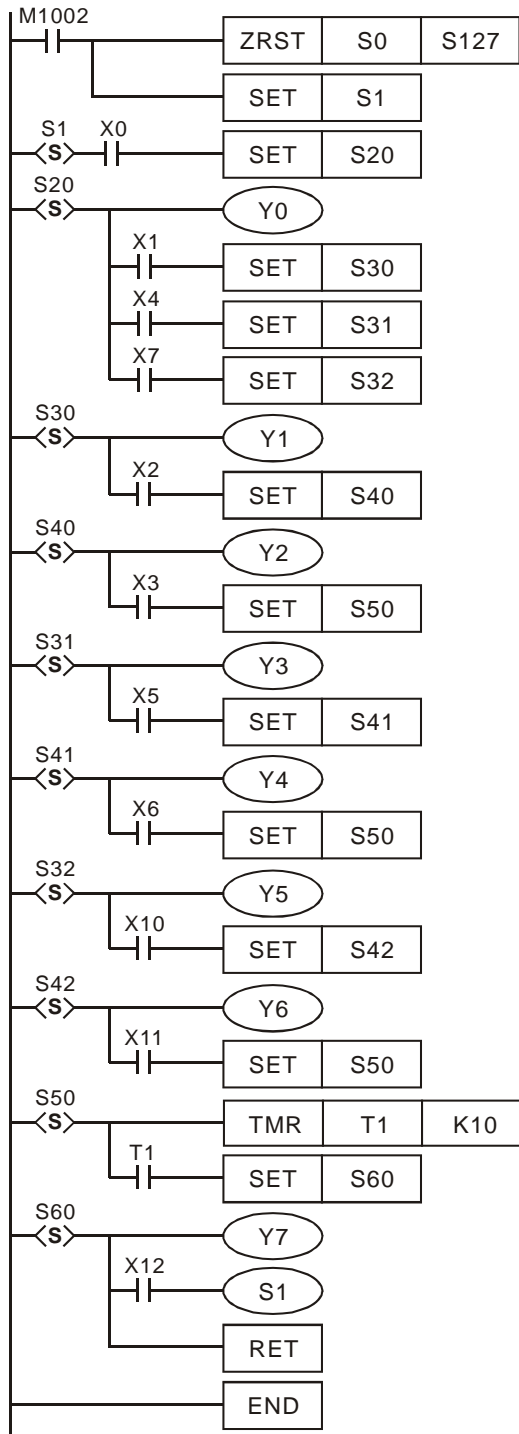 M1002
ZRST S0 S127
SET S1
S1 X0
S SET S20
S20
S Y0
X1
SET S30
X4
SET S31
X7
SET S32
S30
S Y1
X2
SET S40
S40
S Y2
X3
SET S50
S31
S Y3
X5
SET S41
S41
S Y4
X6
SET S50
S32
S Y5
X10
SET S42
S42
S Y6
X11
SET S50
S50
S TMR T1 K10
T1
SET S60
S60
S Y7
X12
S1
RET
END